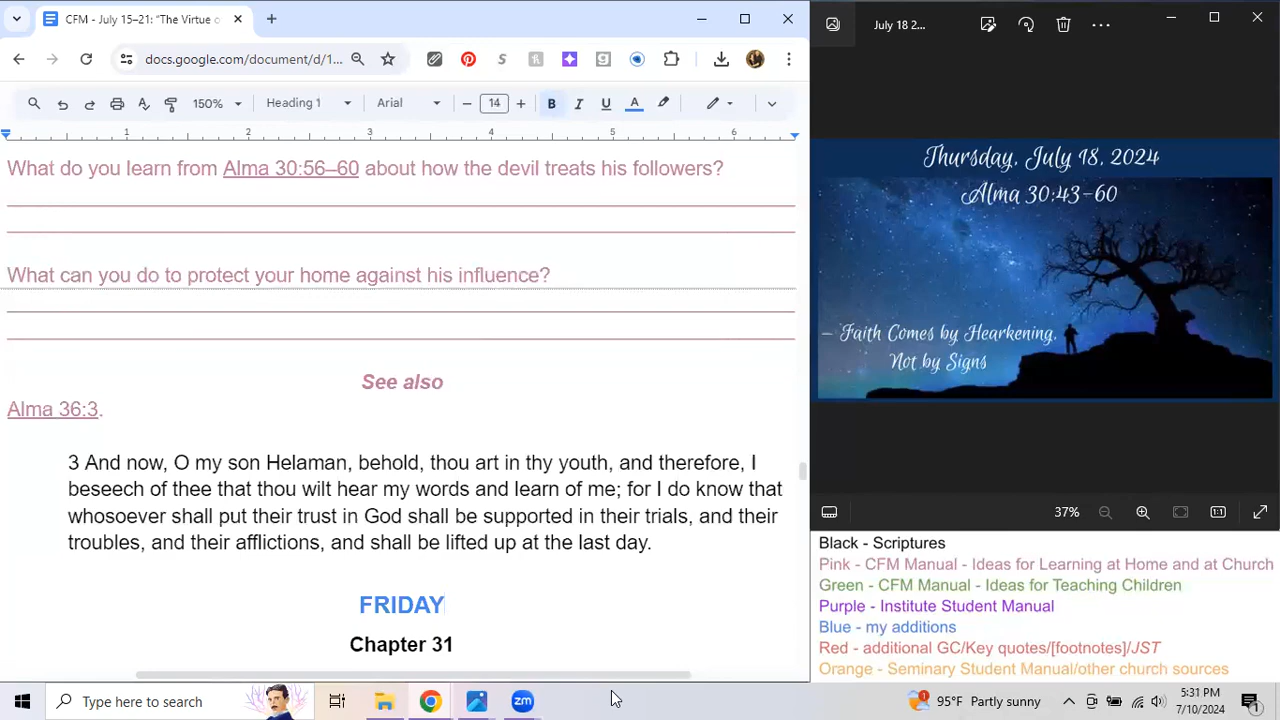 CFM - July 15–21: “The Virtue o
docs.google.com/document/d/1...
150%
Heading 1
Arial
14
B
I
U
A
1
2
3
4
5
6
What do you learn from Alma 30:56–60 about how the devil treats his followers?
What can you do to protect your home against his influence?
See also
Alma 36:3.
3 And now, O my son Helaman, behold, thou art in thy youth, and therefore, I
beseech of thee that thou wilt hear my words and learn of me; for I do know that
whosoever shall put their trust in God shall be supported in their trials, and their
troubles, and their afflictions, and shall be lifted up at the last day.
FRIDAY
Chapter 31
July 18 2...
Thursday, July 18, 2024
Alma 30:43-60
– Faith Comes by Hearkening,
Not by Signs
37%
Black - Scriptures
Pink - CFM Manual - Ideas for Learning at Home and at Church
Green - CFM Manual - Ideas for Teaching Children
Purple - Institute Student Manual
Blue - my additions
Red - additional GC/Key quotes/[footnotes]/JST
Orange - Seminary Student Manual/other church sources
Type here to search
zm
95°F Partly sunny
5:31 PM
7/10/2024